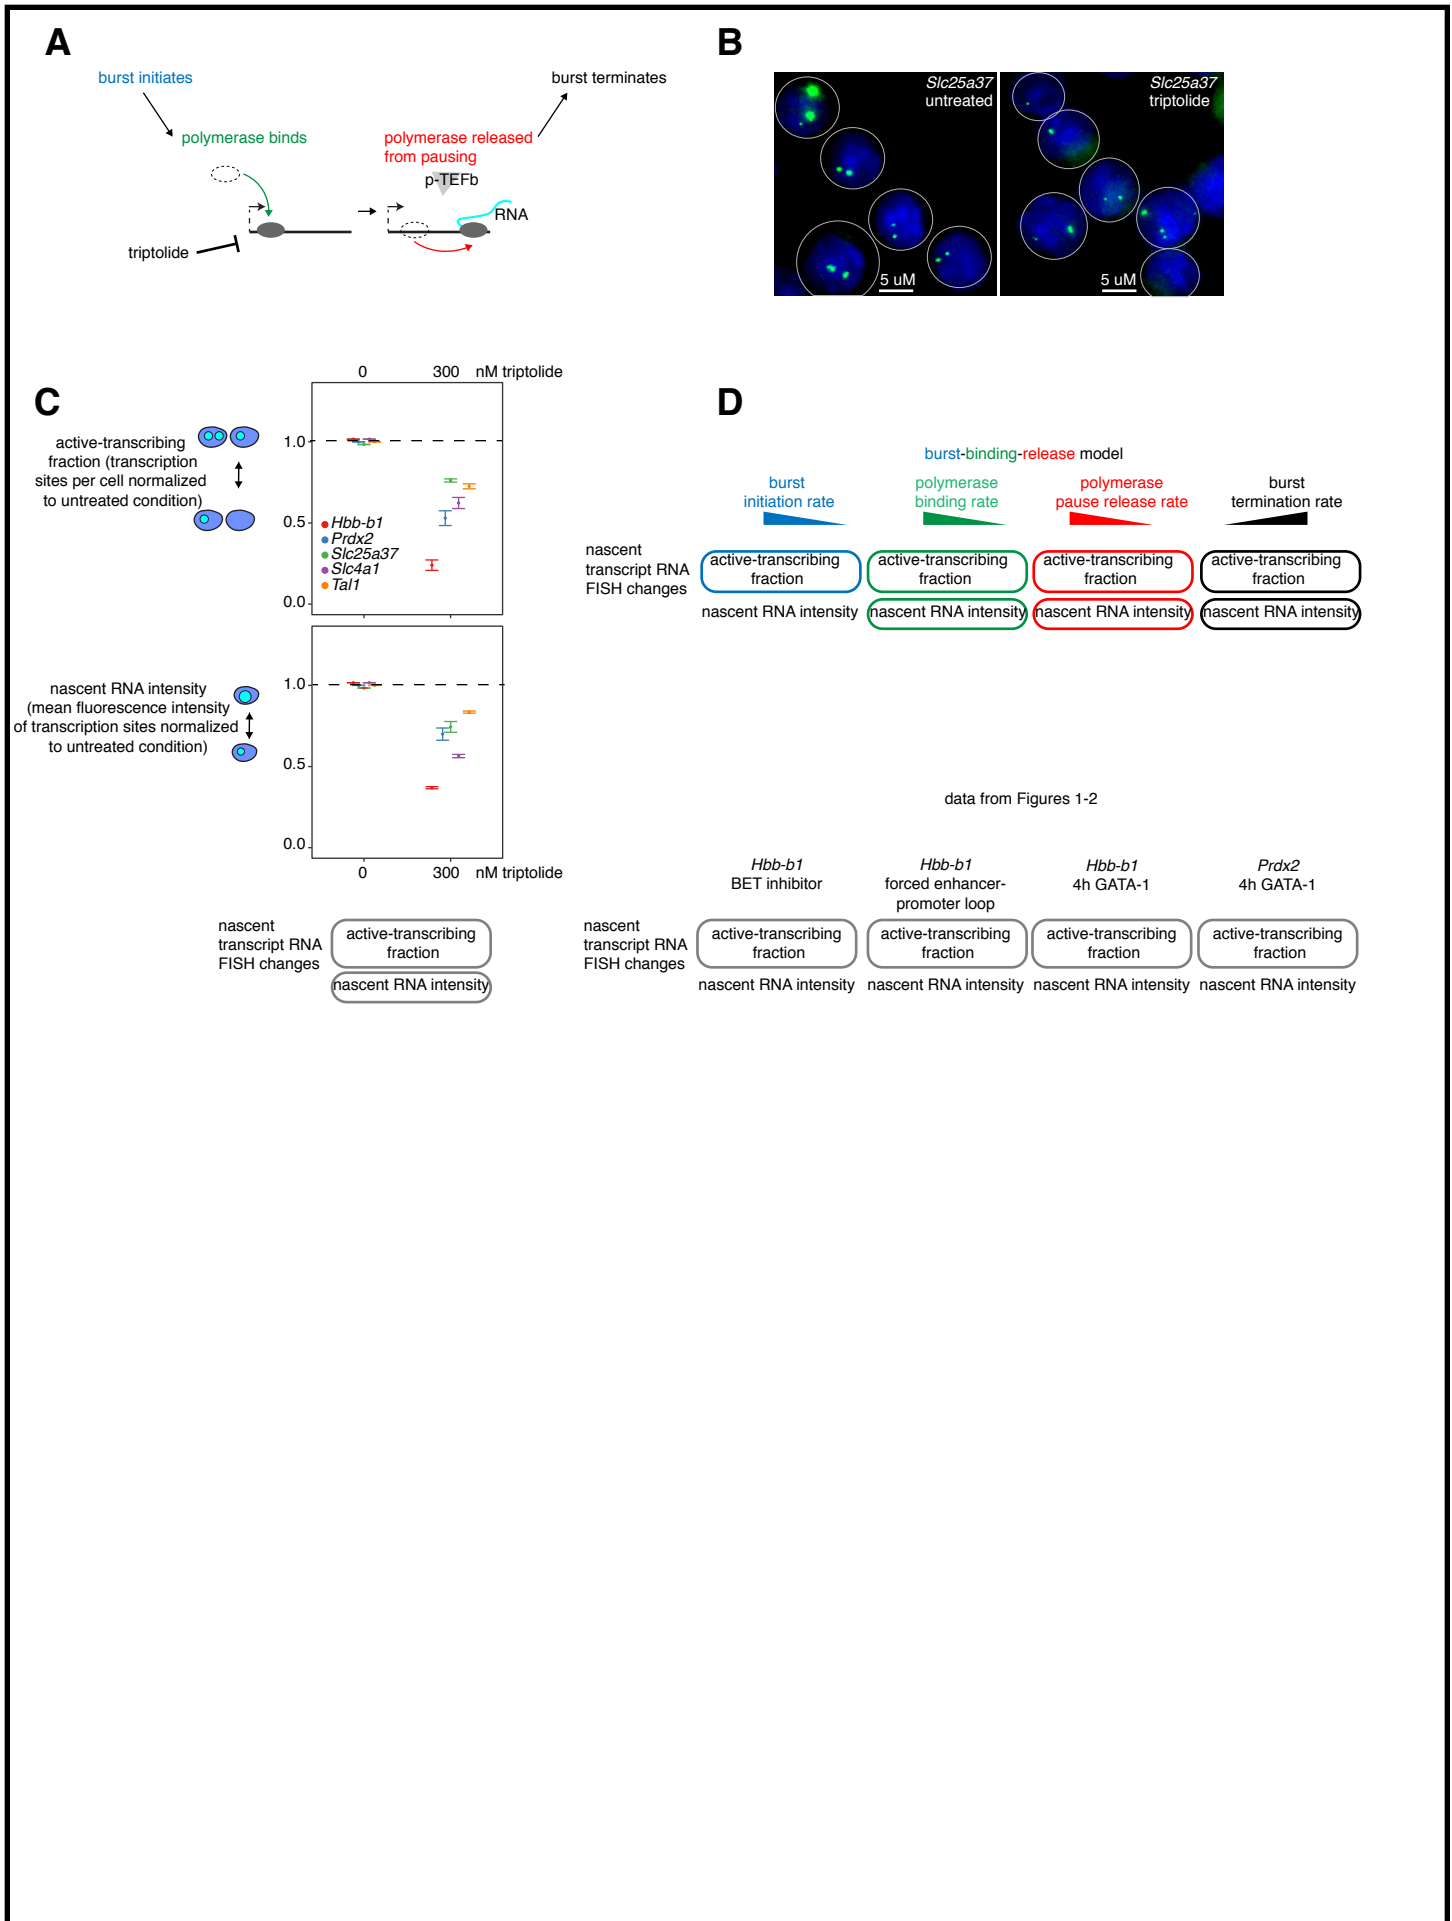 A
burst initiates
burst terminates
polymerase binds
polymerase released
from pausing
p-TEFb
RNA
triptolide
B
Slc25a37
untreated
5 uM
Slc25a37
triptolide
5 uM
C
0
300
nM triptolide
active-transcribing
fraction (transcription
sites per cell normalized
to untreated condition)
1.0
0.5
0.0
Hbb-b1
Prdx2
Slc25a37
Slc4a1
Tal1
nascent RNA intensity
(mean fluorescence intensity
of transcription sites normalized
to untreated condition)
1.0
0.5
0.0
0
300
nM triptolide
nascent
transcript RNA
FISH changes
active-transcribing
fraction
nascent RNA intensity
D
burst-binding-release model
burst
initiation rate
polymerase
binding rate
polymerase
pause release rate
burst
termination rate
nascent
transcript RNA
FISH changes
active-transcribing
fraction
active-transcribing
fraction
active-transcribing
fraction
active-transcribing
fraction
nascent RNA intensity
nascent RNA intensity
nascent RNA intensity
nascent RNA intensity
data from Figures 1-2
Hbb-b1
BET inhibitor
Hbb-b1
forced enhancer-
promoter loop
Hbb-b1
4h GATA-1
Prdx2
4h GATA-1
nascent
transcript RNA
FISH changes
active-transcribing
fraction
active-transcribing
fraction
active-transcribing
fraction
active-transcribing
fraction
nascent RNA intensity
nascent RNA intensity
nascent RNA intensity
nascent RNA intensity